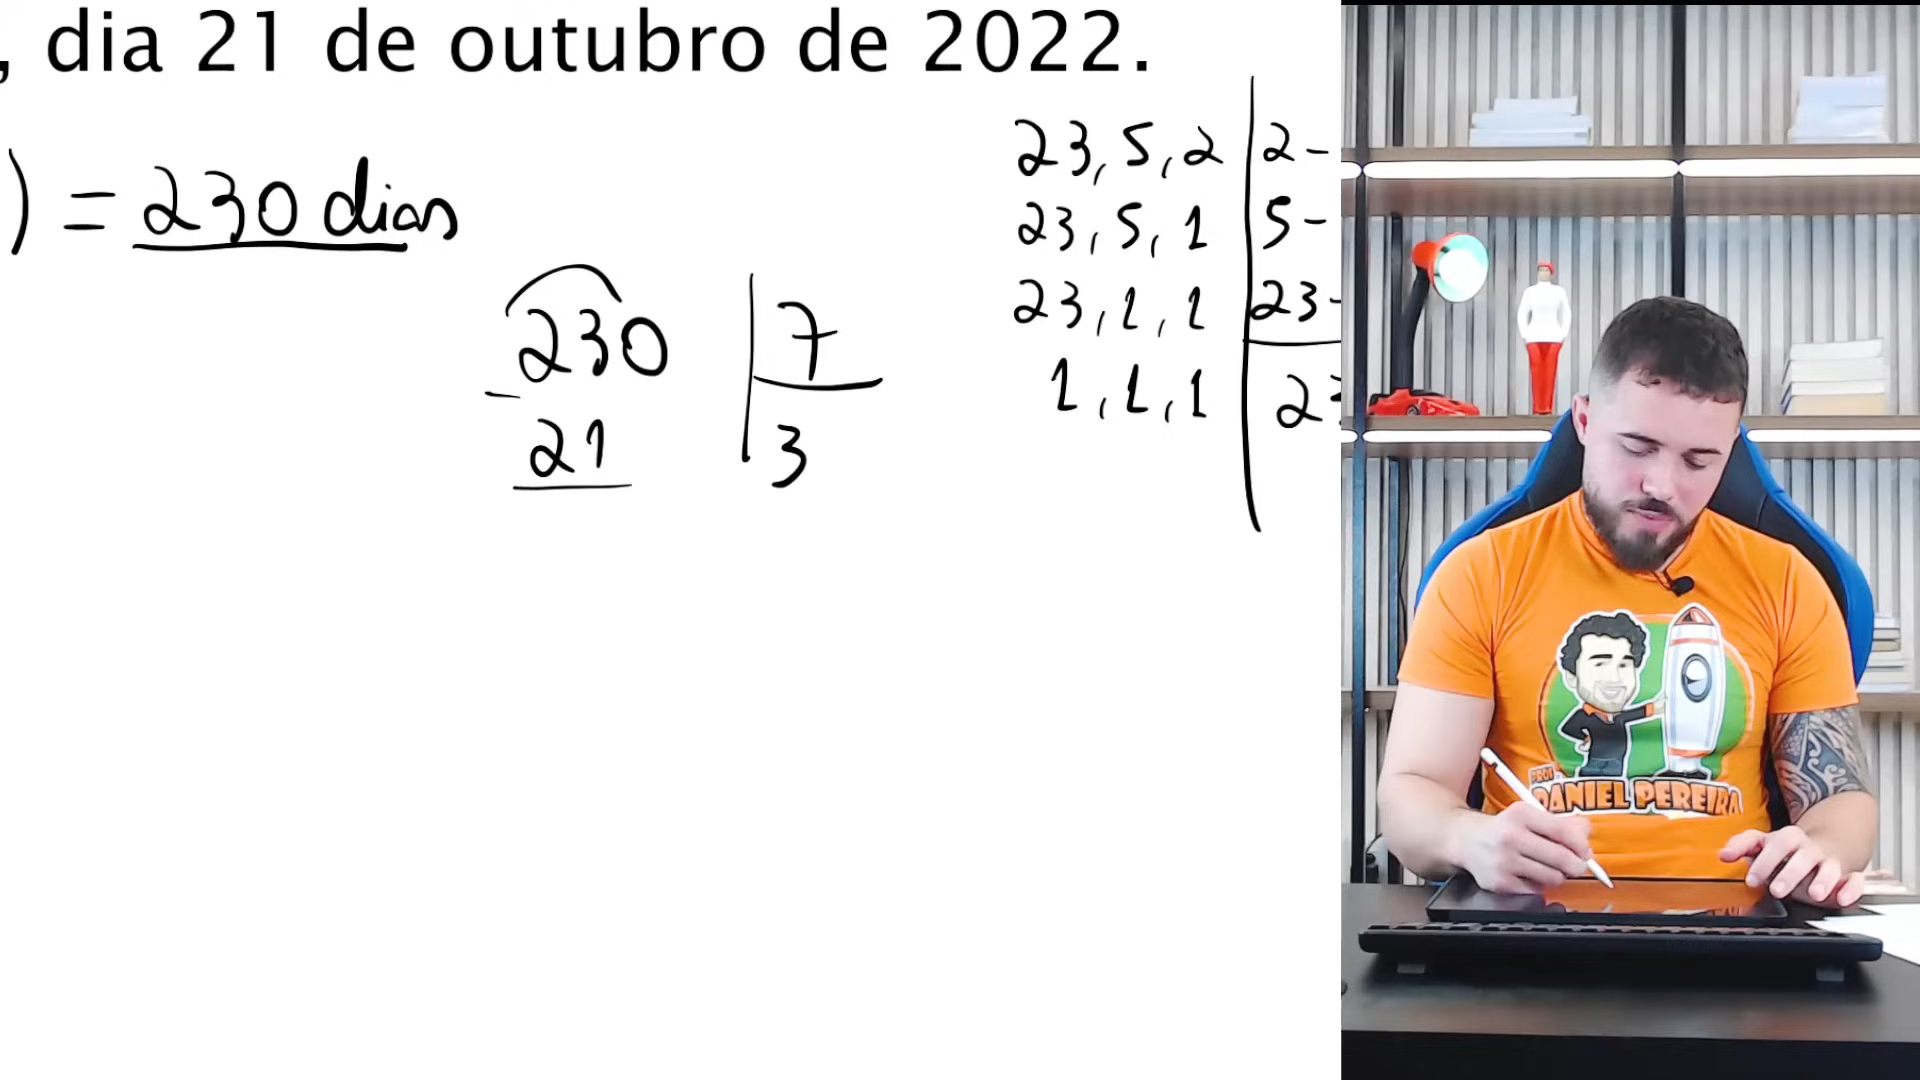 , dia 21 de outubro de 2022.
) = 230 dias
23, 5, 2 | 2 -
23, 5, 1 | 5 -
23, 1, 1 | 23 -
1, 1, 1 | 23
230 | 7
- 21 | 3
PROF.
DANIEL PEREIRA